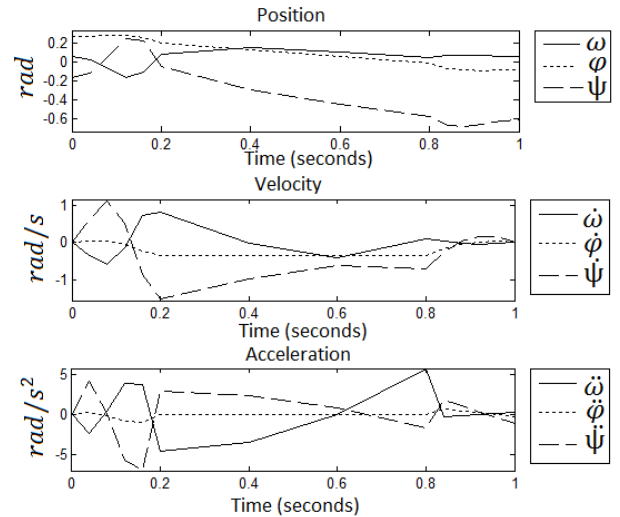 Position
rad
0.2
0
-0.2
-0.4
-0.6
0 0.2 0.4 0.6 0.8 1
Time (seconds)
ω
φ
ψ
Velocity
rad/s
1
0
-1
0 0.2 0.4 0.6 0.8 1
Time (seconds)
ω̇
φ̇
ψ̇
Acceleration
rad/s²
5
0
-5
0 0.2 0.4 0.6 0.8 1
Time (seconds)
ω̈
φ̈
ψ̈